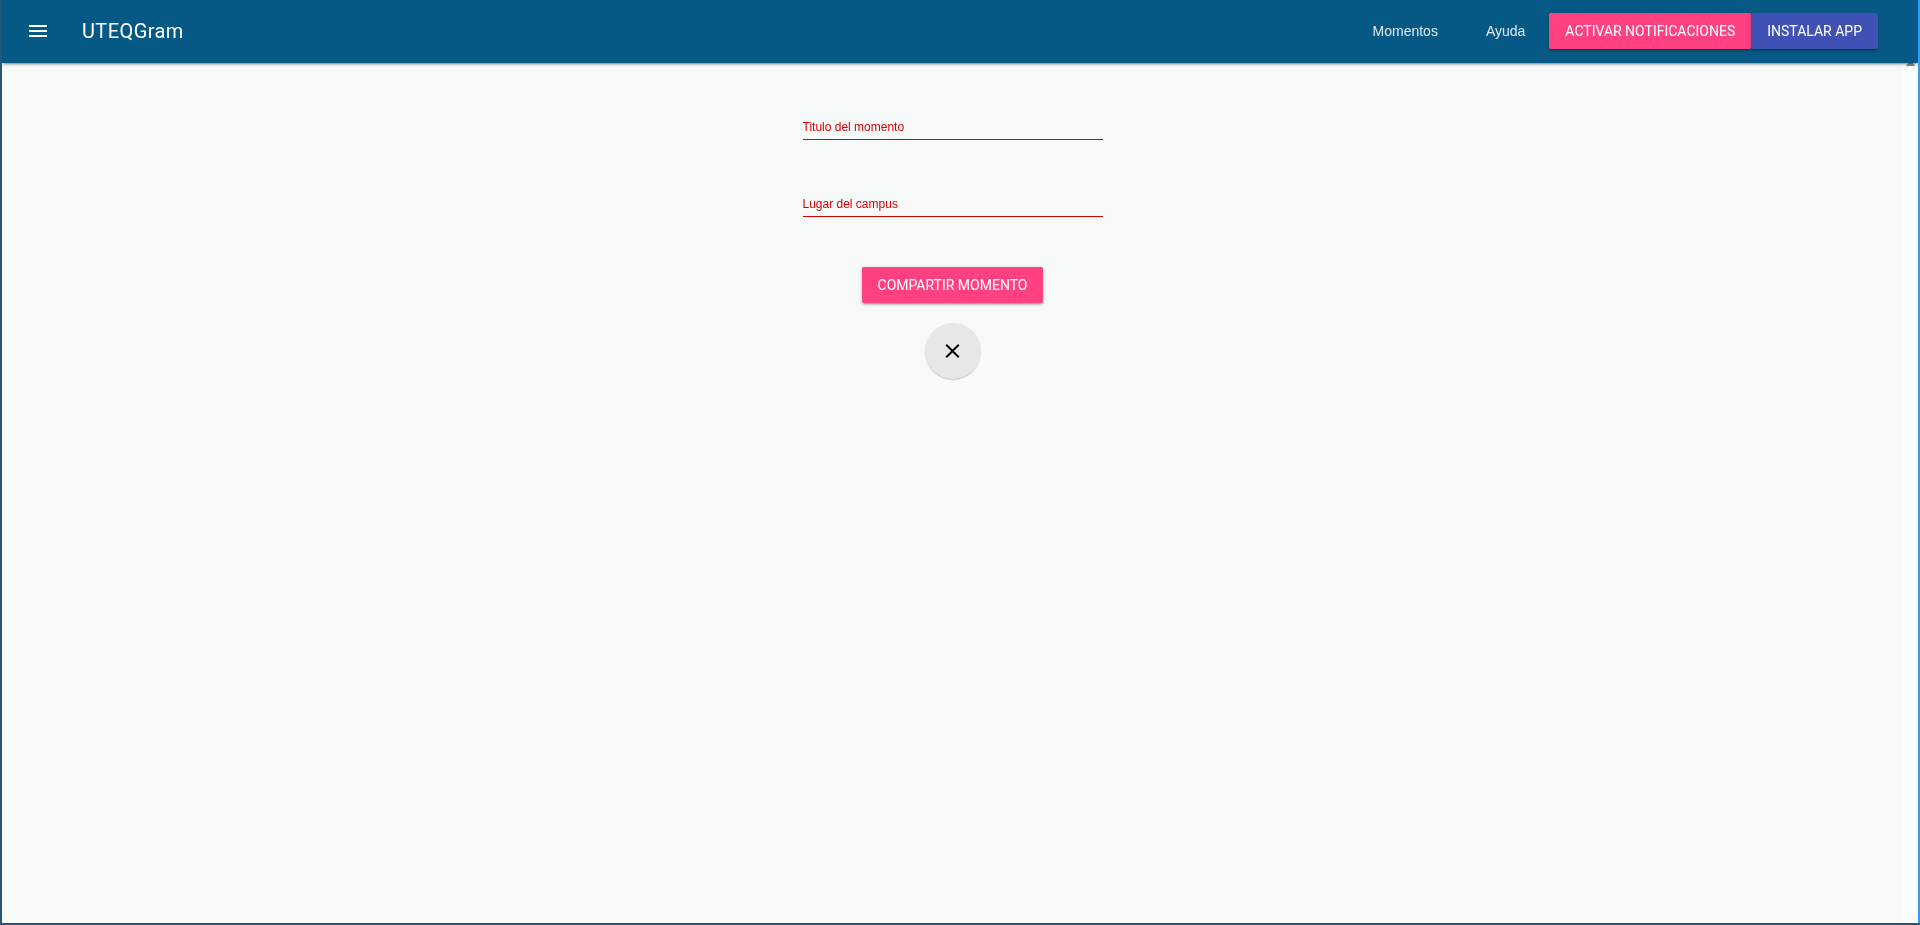 UTEQGram
Momentos
Ayuda
ACTIVAR NOTIFICACIONES
INSTALAR APP
Titulo del momento
Lugar del campus
COMPARTIR MOMENTO